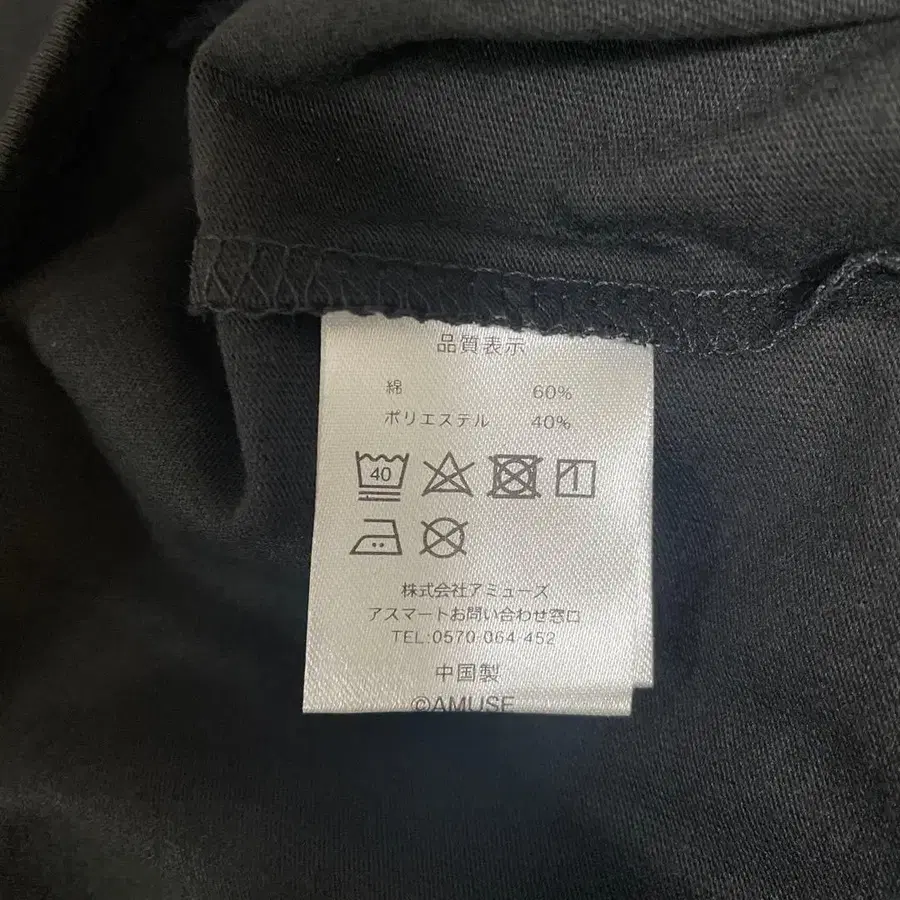 品質表示
綿 60%
ポリエステル 40%
40
株式会社アミューズ
アスマートお問い合わせ窓口
TEL:0570-064-452
中国製
©AMUSE